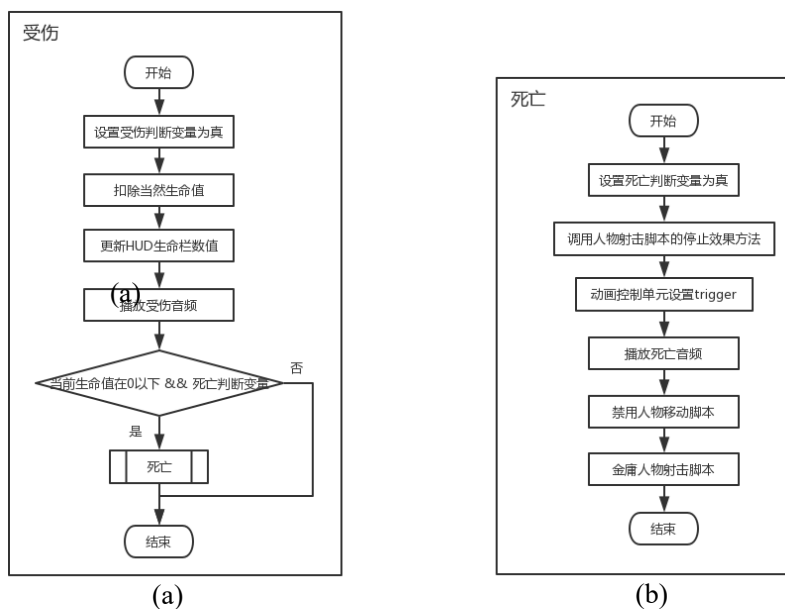 受伤
开始
设置受伤判断变量为真
扣除当然生命值
更新HUD生命栏数值
(a)
播放受伤音频
当前生命值在0以下 && 死亡判断变量
否
是
死亡
结束
(a)
死亡
开始
设置死亡判断变量为真
调用人物射击脚本的停止效果方法
动画控制单元设置trigger
播放死亡音频
禁用人物移动脚本
金庸人物射击脚本
结束
(b)